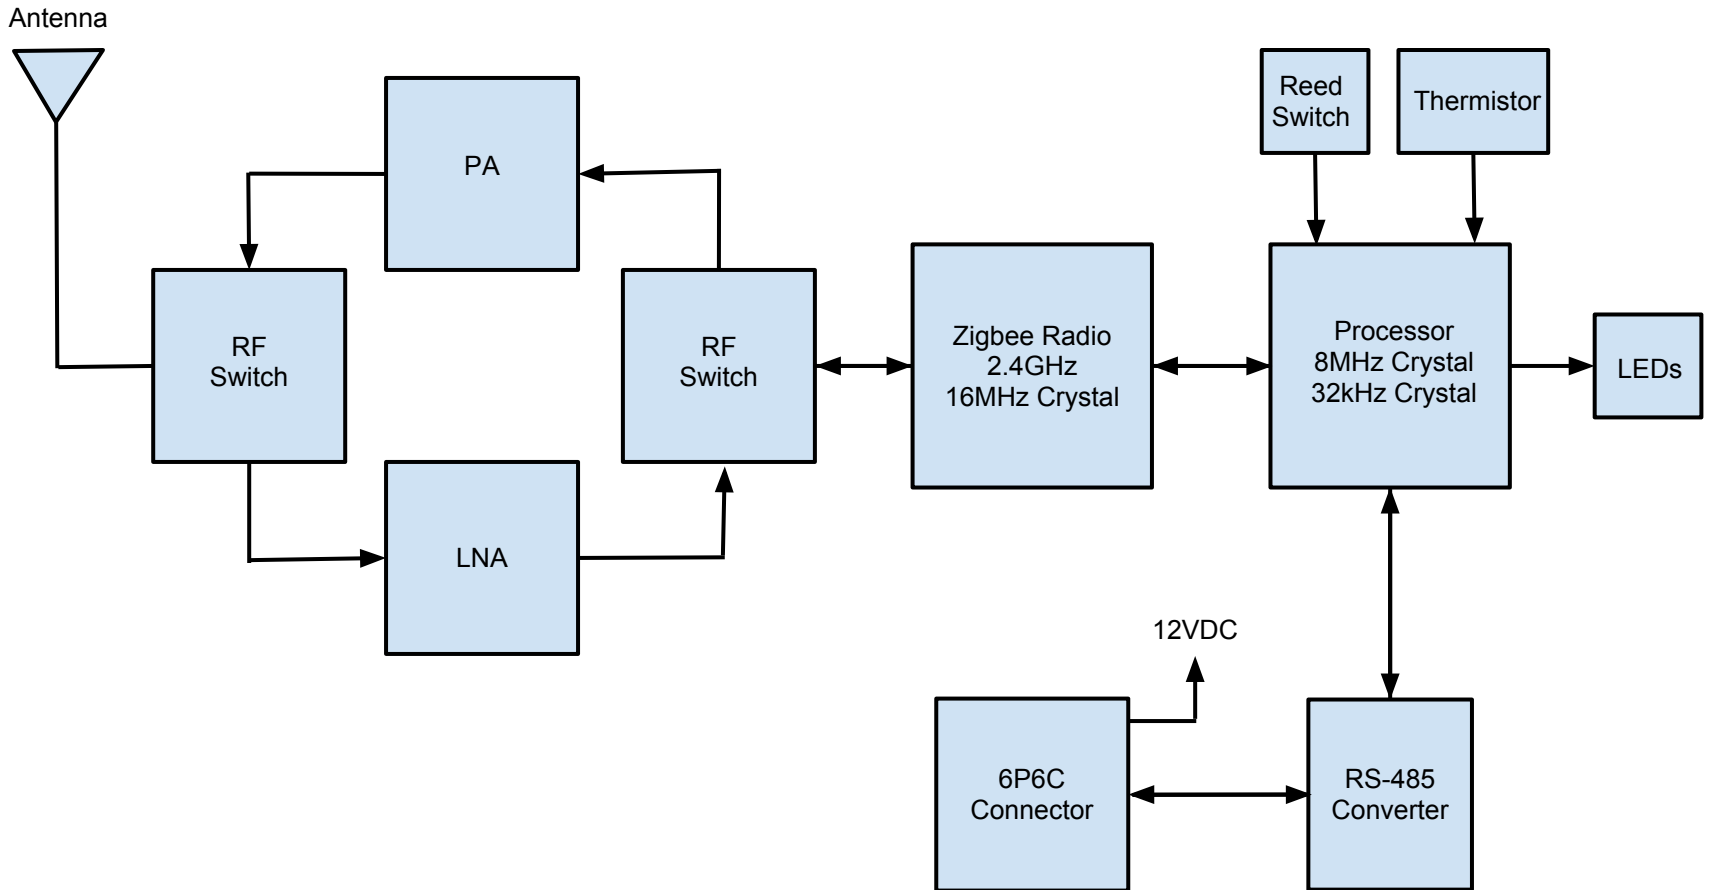 Antenna
PA
Reed
Switch
Thermistor
RF
Switch
RF
Switch
Zigbee Radio
2.4GHz
16MHz Crystal
Processor
8MHz Crystal
32kHz Crystal
LEDs
LNA
12VDC
6P6C
Connector
RS-485
Converter